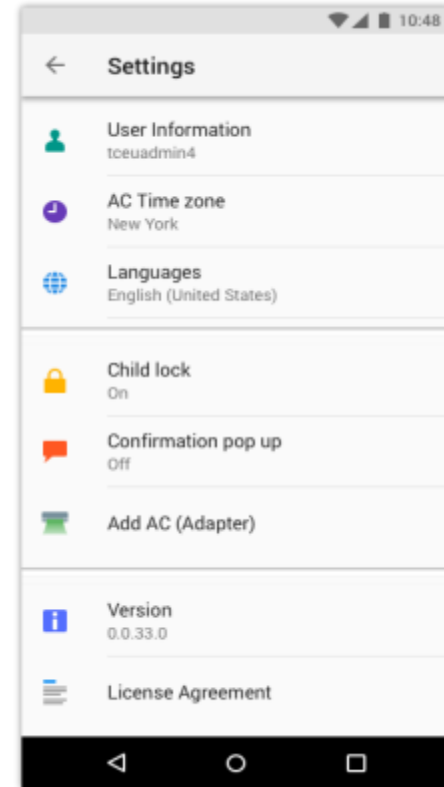 10:48
Settings
User Information
tceuadmin4
AC Time zone
New York
Languages
English (United States)
Child lock
On
Confirmation pop up
Off
Add AC (Adapter)
Version
0.0.33.0
License Agreement